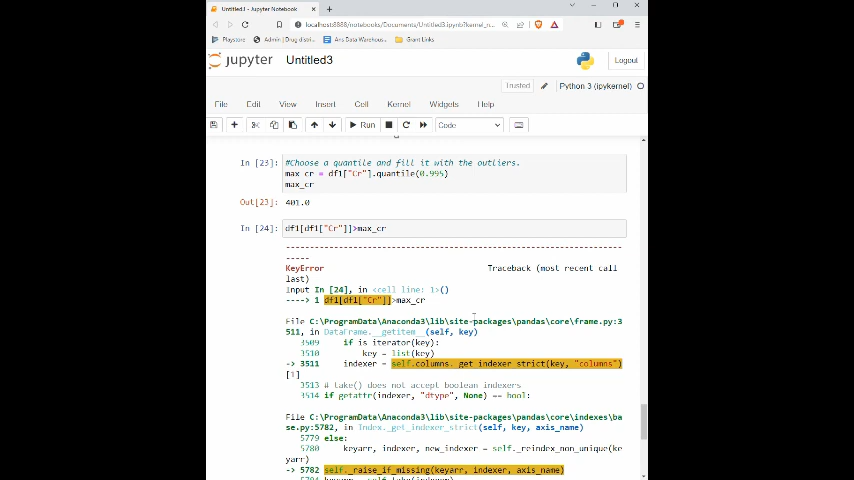 Untitled3 - Jupyter Notebook
localhost:8888/notebooks/Documents/Untitled3.ipynb?kernel_n...
Playstore
Admin | Drug distri...
Ans Data Warehous...
Grant Links
jupyter Untitled3
Logout
Trusted
Python 3 (ipykernel)
File Edit View Insert Cell Kernel Widgets Help
Run
Code
In [23]: #Choose a quantile and fill it with the outliers.
max_cr = df1["Cr"].quantile(0.995)
max_cr
Out[23]: 401.0
In [24]: df1[df1["Cr"]]>max_cr
---------------------------------------------------------------------
-----
KeyError Traceback (most recent call
last)
Input In [24], in <cell line: 1>()
----> 1 df1[df1["Cr"]]>max_cr
File C:\ProgramData\Anaconda3\lib\site-packages\pandas\core\frame.py:3
511, in DataFrame.__getitem__(self, key)
3509 if is_iterator(key):
3510 key = list(key)
-> 3511 indexer = self.columns._get_indexer_strict(key, "columns")
[1]
3513 # take() does not accept boolean indexers
3514 if getattr(indexer, "dtype", None) == bool:
File C:\ProgramData\Anaconda3\lib\site-packages\pandas\core\indexes\ba
se.py:5782, in Index._get_indexer_strict(self, key, axis_name)
5779 else:
5780 keyarr, indexer, new_indexer = self._reindex_non_unique(ke
yarr)
-> 5782 self._raise_if_missing(keyarr, indexer, axis_name)